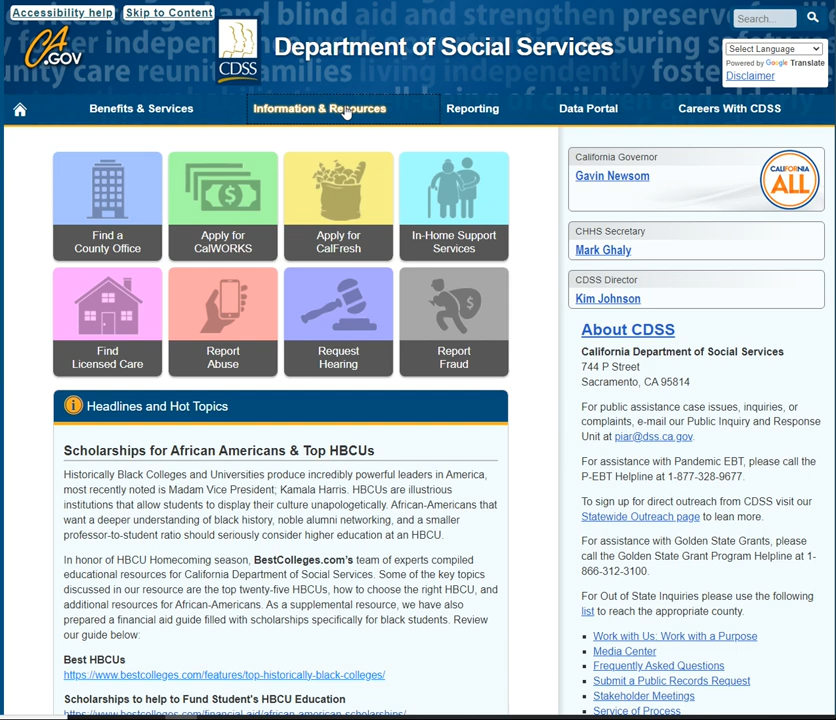 Accessibility help
Skip to Content
CA
.GOV
CDSS
Department of Social Services
Search...
Select Language
Powered by Google Translate
Disclaimer
Benefits & Services
Information & Resources
Reporting
Data Portal
Careers With CDSS
Find a
County Office
Apply for
CalWORKS
Apply for
CalFresh
In-Home Support
Services
Find
Licensed Care
Report
Abuse
Request
Hearing
Report
Fraud
Headlines and Hot Topics
Scholarships for African Americans & Top HBCUs
Historically Black Colleges and Universities produce incredibly powerful leaders in America,
most recently noted is Madam Vice President; Kamala Harris. HBCUs are illustrious
institutions that allow students to display their culture unapologetically. African-Americans that
want a deeper understanding of black history, noble alumni networking, and a smaller
professor-to-student ratio should seriously consider higher education at an HBCU.
In honor of HBCU Homecoming season, BestColleges.com's team of experts compiled
educational resources for California Department of Social Services. Some of the key topics
discussed in our resource are the top twenty-five HBCUs, how to choose the right HBCU, and
additional resources for African-Americans. As a supplemental resource, we have also
prepared a financial aid guide filled with scholarships specifically for black students. Review
our guide below:
Best HBCUs
https://www.bestcolleges.com/features/top-historically-black-colleges/
Scholarships to help to Fund Student's HBCU Education
https://www.bestcolleges.com/financial-aid/african-american-scholarships/
California Governor
Gavin Newsom
CALIFORNIA
ALL
CHHS Secretary
Mark Ghaly
CDSS Director
Kim Johnson
About CDSS
California Department of Social Services
744 P Street
Sacramento, CA 95814
For public assistance case issues, inquiries, or
complaints, e-mail our Public Inquiry and Response
Unit at piar@dss.ca.gov.
For assistance with Pandemic EBT, please call the
P-EBT Helpline at 1-877-328-9677.
To sign up for direct outreach from CDSS visit our
Statewide Outreach page to lean more.
For assistance with Golden State Grants, please
call the Golden State Grant Program Helpline at 1-
866-312-3100.
For Out of State Inquiries please use the following
list to reach the appropriate county.
Work with Us: Work with a Purpose
Media Center
Frequently Asked Questions
Submit a Public Records Request
Stakeholder Meetings
Service of Process